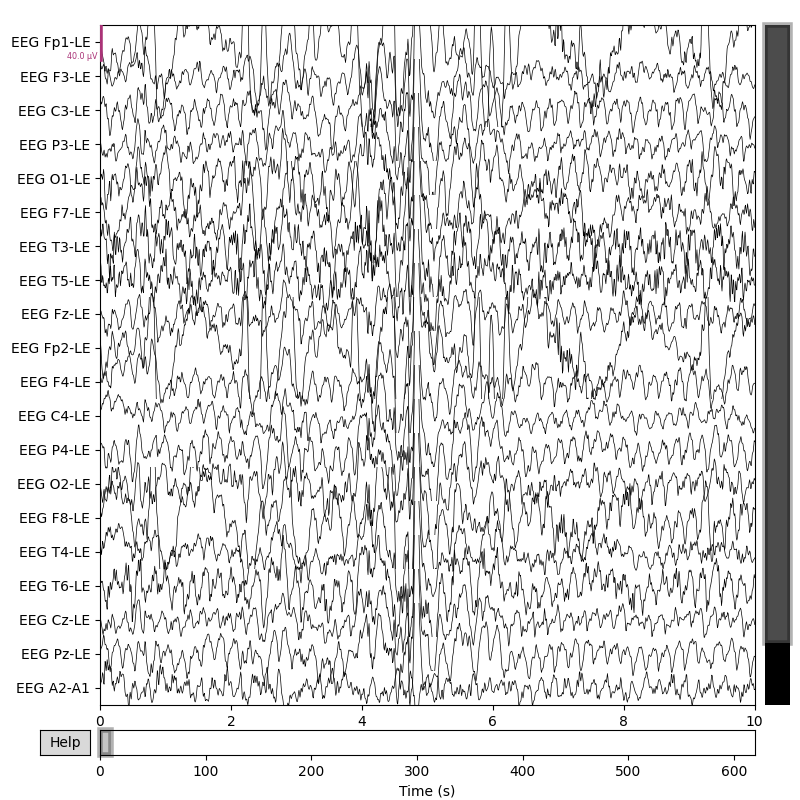 EEG Fp1-LE
40.0 µV
EEG F3-LE
EEG C3-LE
EEG P3-LE
EEG O1-LE
EEG F7-LE
EEG T3-LE
EEG T5-LE
EEG Fz-LE
EEG Fp2-LE
EEG F4-LE
EEG C4-LE
EEG P4-LE
EEG O2-LE
EEG F8-LE
EEG T4-LE
EEG T6-LE
EEG Cz-LE
EEG Pz-LE
EEG A2-A1
0 2 4 6 8 10
Help
0 100 200 300 400 500 600
Time (s)